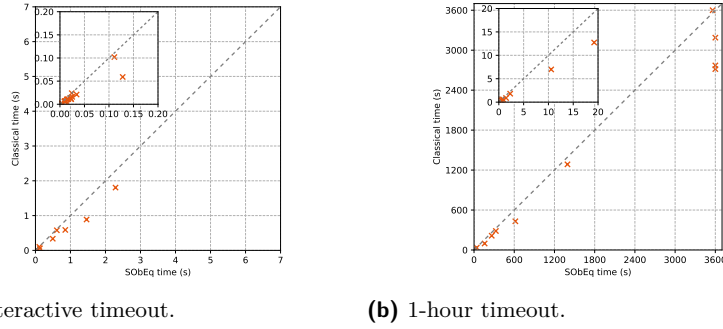 7
6
5
4
3
2
1
0
0 1 2 3 4 5 6 7
Classical time (s)
SObEq time (s)
0.20
0.15
0.10
0.05
0.00
0.00 0.05 0.10 0.15 0.20
3600
3000
2400
1800
1200
600
0
0 600 1200 1800 2400 3000 3600
Classical time (s)
SObEq time (s)
20
15
10
5
0
0 5 10 15 20
teractive timeout.
(b) 1-hour timeout.